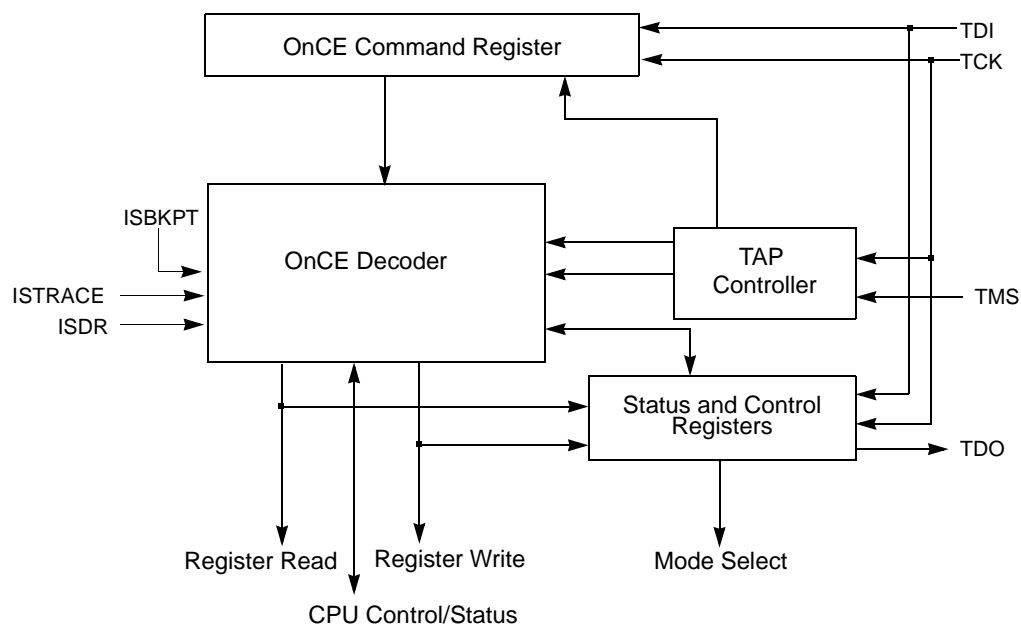 OnCE Command Register
TDI
TCK
ISBKPT
OnCE Decoder
TAP
Controller
ISTRACE
TMS
ISDR
Status and Control
Registers
TDO
Register Read
Register Write
Mode Select
CPU Control/Status